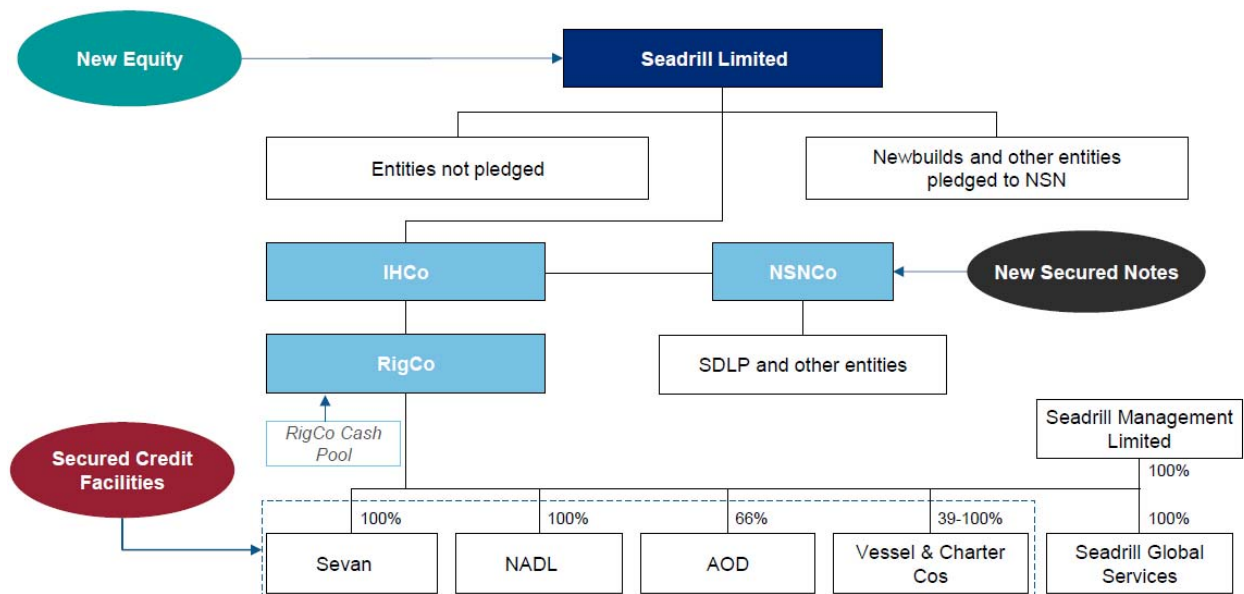 New Equity
Seadrill Limited
Entities not pledged
Newbuilds and other entities
pledged to NSN
IHCo
NSNCo
New Secured Notes
RigCo
SDLP and other entities
RigCo Cash
Pool
Seadrill Management
Limited
Secured Credit
Facilities
100%
100%
100%
66%
39-100%
100%
Sevan
NADL
AOD
Vessel & Charter
Cos
Seadrill Global
Services